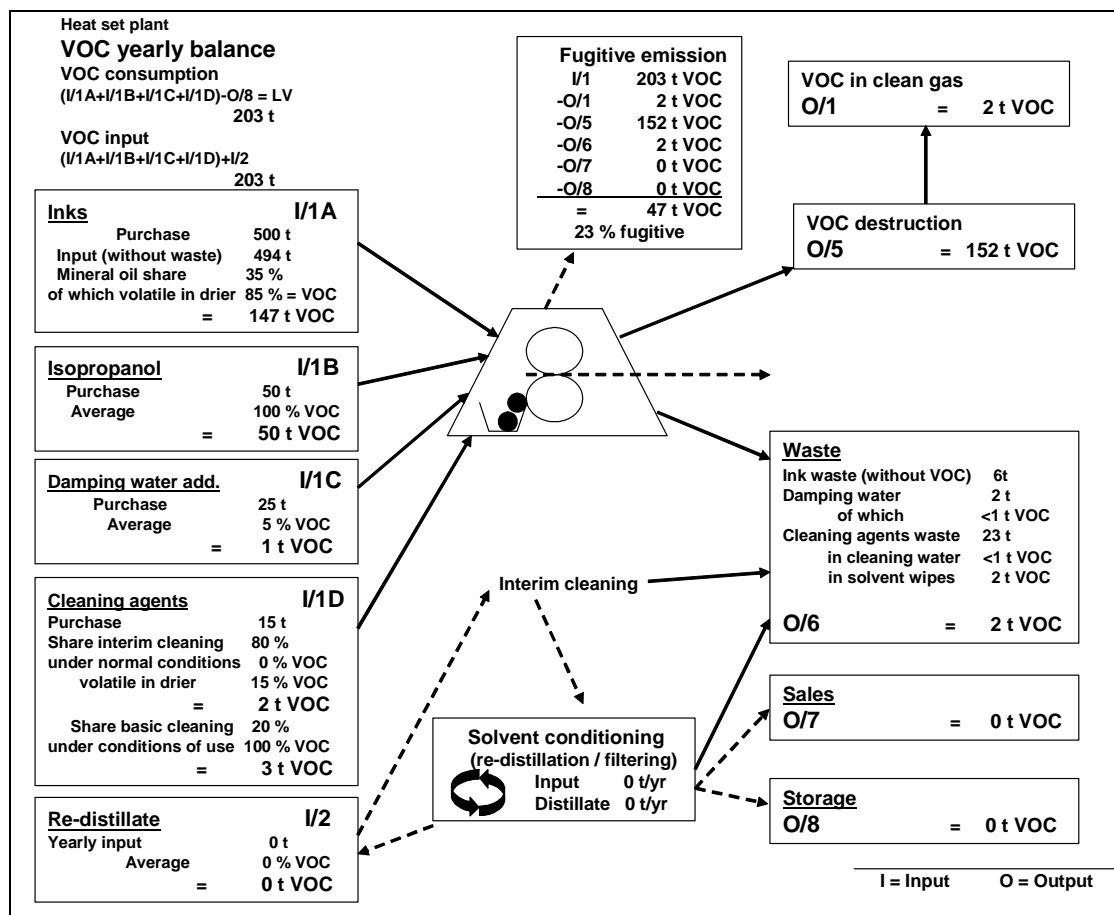 Heat set plant
VOC yearly balance
VOC consumption
(I/1A+I/1B+I/1C+I/1D)-O/8 = LV
203 t
VOC input
(I/1A+I/1B+I/1C+I/1D)+I/2
203 t
Inks I/1A
Purchase 500 t
Input (without waste) 494 t
Mineral oil share 35 %
of which volatile in drier 85 % = VOC
= 147 t VOC
Isopropanol I/1B
Purchase 50 t
Average 100 % VOC
= 50 t VOC
Damping water add. I/1C
Purchase 25 t
Average 5 % VOC
= 1 t VOC
Cleaning agents I/1D
Purchase 15 t
Share interim cleaning 80 %
under normal conditions 0 % VOC
volatile in drier 15 % VOC
= 2 t VOC
Share basic cleaning 20 %
under conditions of use 100 % VOC
= 3 t VOC
Re-distillate I/2
Yearly input 0 t
Average 0 % VOC
= 0 t VOC
Fugitive emission
I/1 203 t VOC
-O/1 2 t VOC
-O/5 152 t VOC
-O/6 2 t VOC
-O/7 0 t VOC
-O/8 0 t VOC
= 47 t VOC
23 % fugitive
Interim cleaning
Solvent conditioning
(re-distillation / filtering)
Input 0 t/yr
Distillate 0 t/yr
VOC in clean gas
O/1 = 2 t VOC
VOC destruction
O/5 = 152 t VOC
Waste
Ink waste (without VOC) 6t
Damping water 2 t
of which <1 t VOC
Cleaning agents waste 23 t
in cleaning water <1 t VOC
in solvent wipes 2 t VOC
O/6 = 2 t VOC
Sales
O/7 = 0 t VOC
Storage
O/8 = 0 t VOC
I = Input O = Output